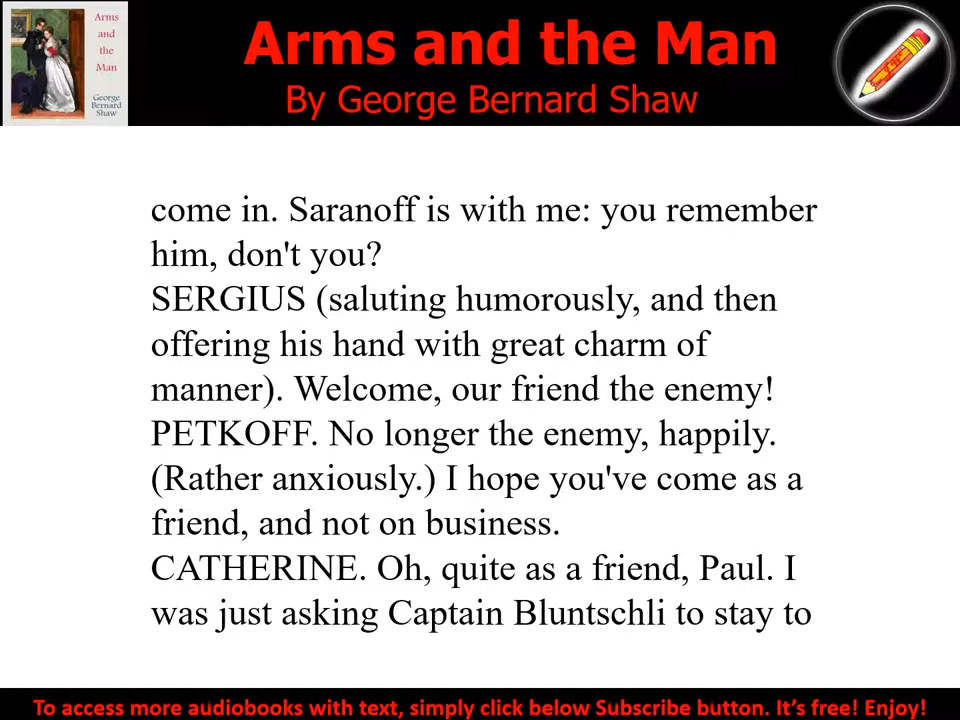 Arms and the Man
By George Bernard Shaw
Arms
and
the
Man
George
Bernard
Shaw
come in. Saranoff is with me: you remember
him, don't you?
SERGIUS (saluting humorously, and then
offering his hand with great charm of
manner). Welcome, our friend the enemy!
PETKOFF. No longer the enemy, happily.
(Rather anxiously.) I hope you've come as a
friend, and not on business.
CATHERINE. Oh, quite as a friend, Paul. I
was just asking Captain Bluntschli to stay to
To access more audiobooks with text, simply click below Subscribe button. It's free! Enjoy!